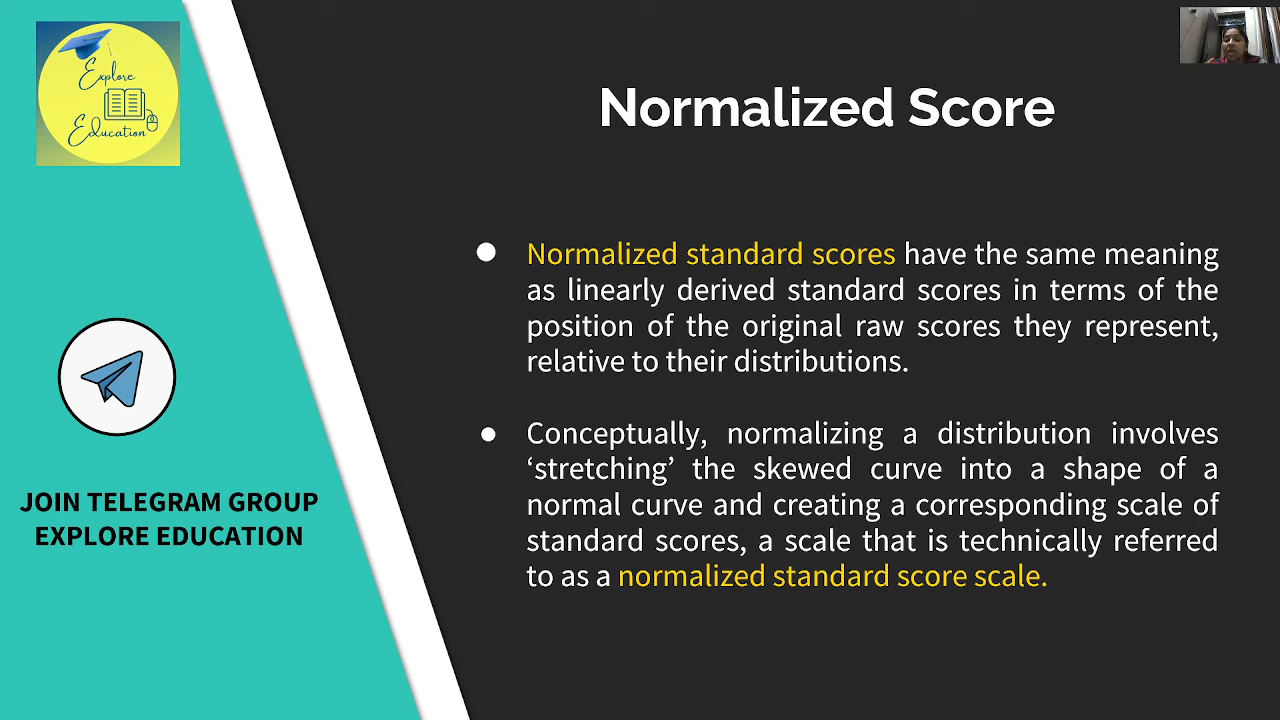 Explore
Education
Normalized Score
● Normalized standard scores have the same meaning
as linearly derived standard scores in terms of the
position of the original raw scores they represent,
relative to their distributions.
● Conceptually, normalizing a distribution involves
‘stretching’ the skewed curve into a shape of a
normal curve and creating a corresponding scale of
standard scores, a scale that is technically referred
to as a normalized standard score scale.
JOIN TELEGRAM GROUP
EXPLORE EDUCATION